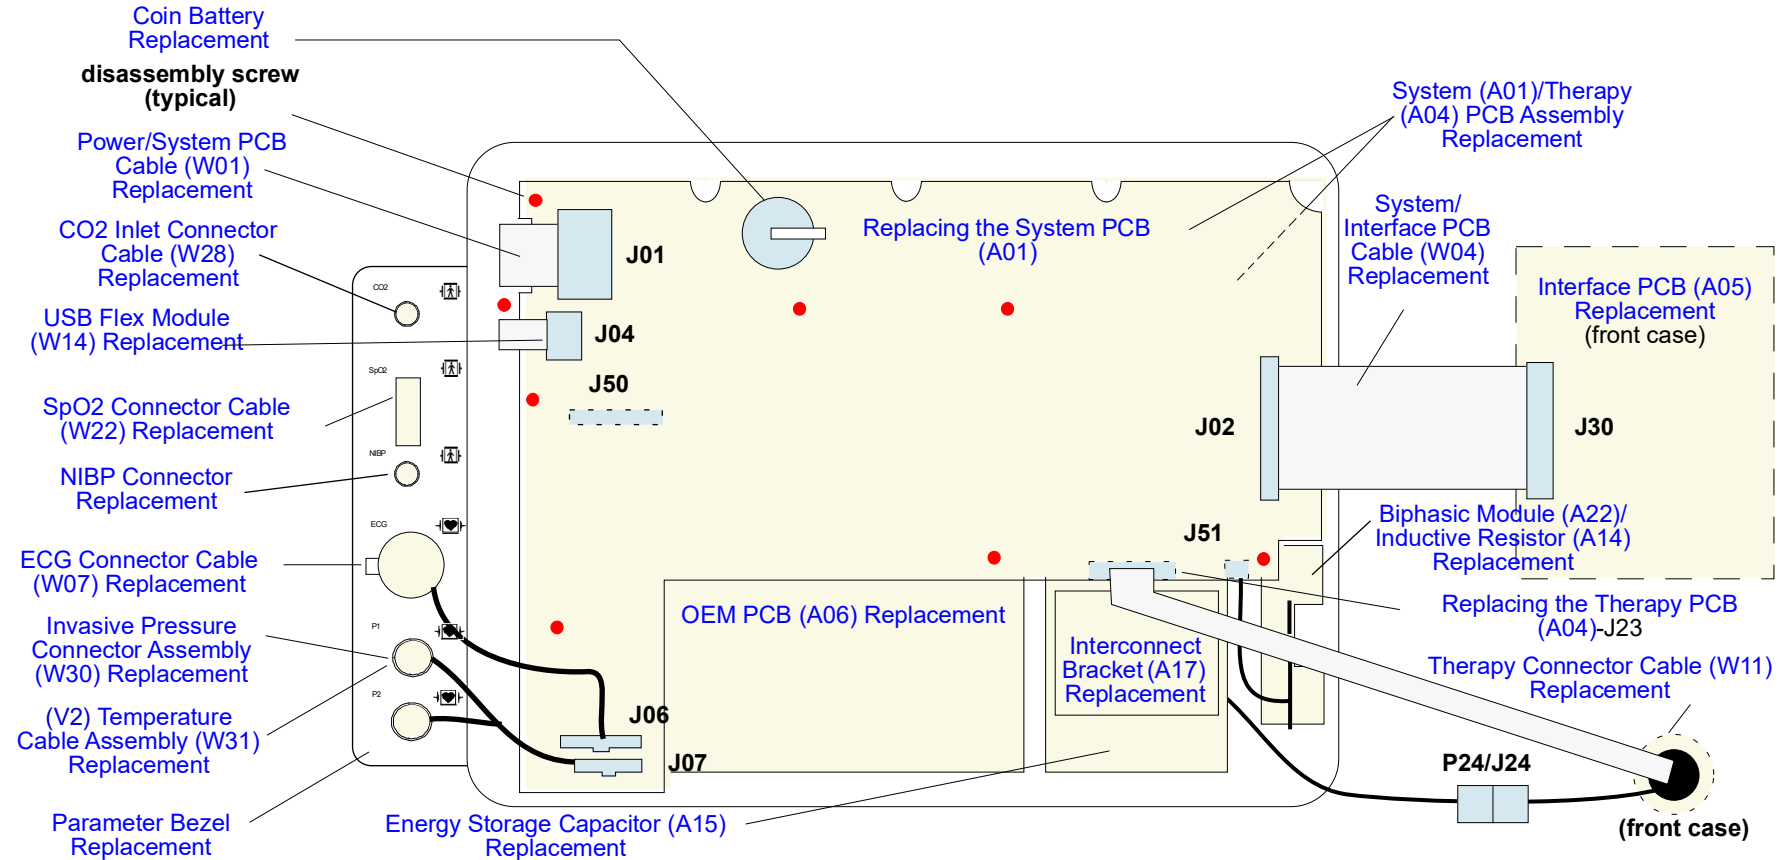 Coin Battery
Replacement
disassembly screw
(typical)
Power/System PCB
Cable (W01)
Replacement
CO2 Inlet Connector
Cable (W28)
Replacement
USB Flex Module
(W14) Replacement
SpO2 Connector Cable
(W22) Replacement
NIBP Connector
Replacement
ECG Connector Cable
(W07) Replacement
Invasive Pressure
Connector Assembly
(W30) Replacement
(V2) Temperature
Cable Assembly (W31)
Replacement
Parameter Bezel
Replacement
CO2
SpO2
NIBP
ECG
P1
P2
J01
J04
J50
J06
J07
Replacing the System PCB
(A01)
OEM PCB (A06) Replacement
Energy Storage Capacitor (A15)
Replacement
Interconnect
Bracket (A17)
Replacement
J51
J02
J30
System (A01)/Therapy
(A04) PCB Assembly
Replacement
System/
Interface PCB
Cable (W04)
Replacement
Interface PCB (A05)
Replacement
(front case)
Biphasic Module (A22)/
Inductive Resistor (A14)
Replacement
Replacing the Therapy PCB
(A04)-J23
Therapy Connector Cable (W11)
Replacement
P24/J24
(front case)